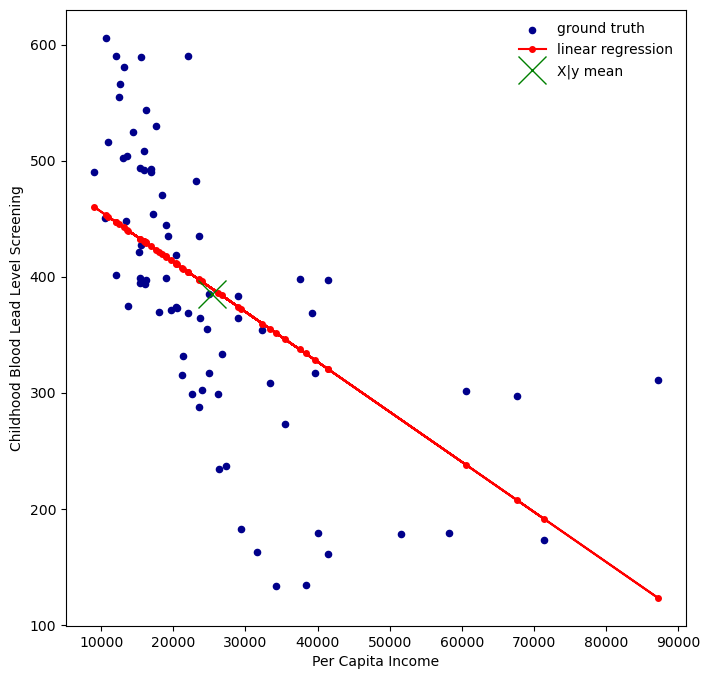 ground truth
linear regression
X|y mean
600
500
400
300
200
100
Childhood Blood Lead Level Screening
10000 20000 30000 40000 50000 60000 70000 80000 90000
Per Capita Income